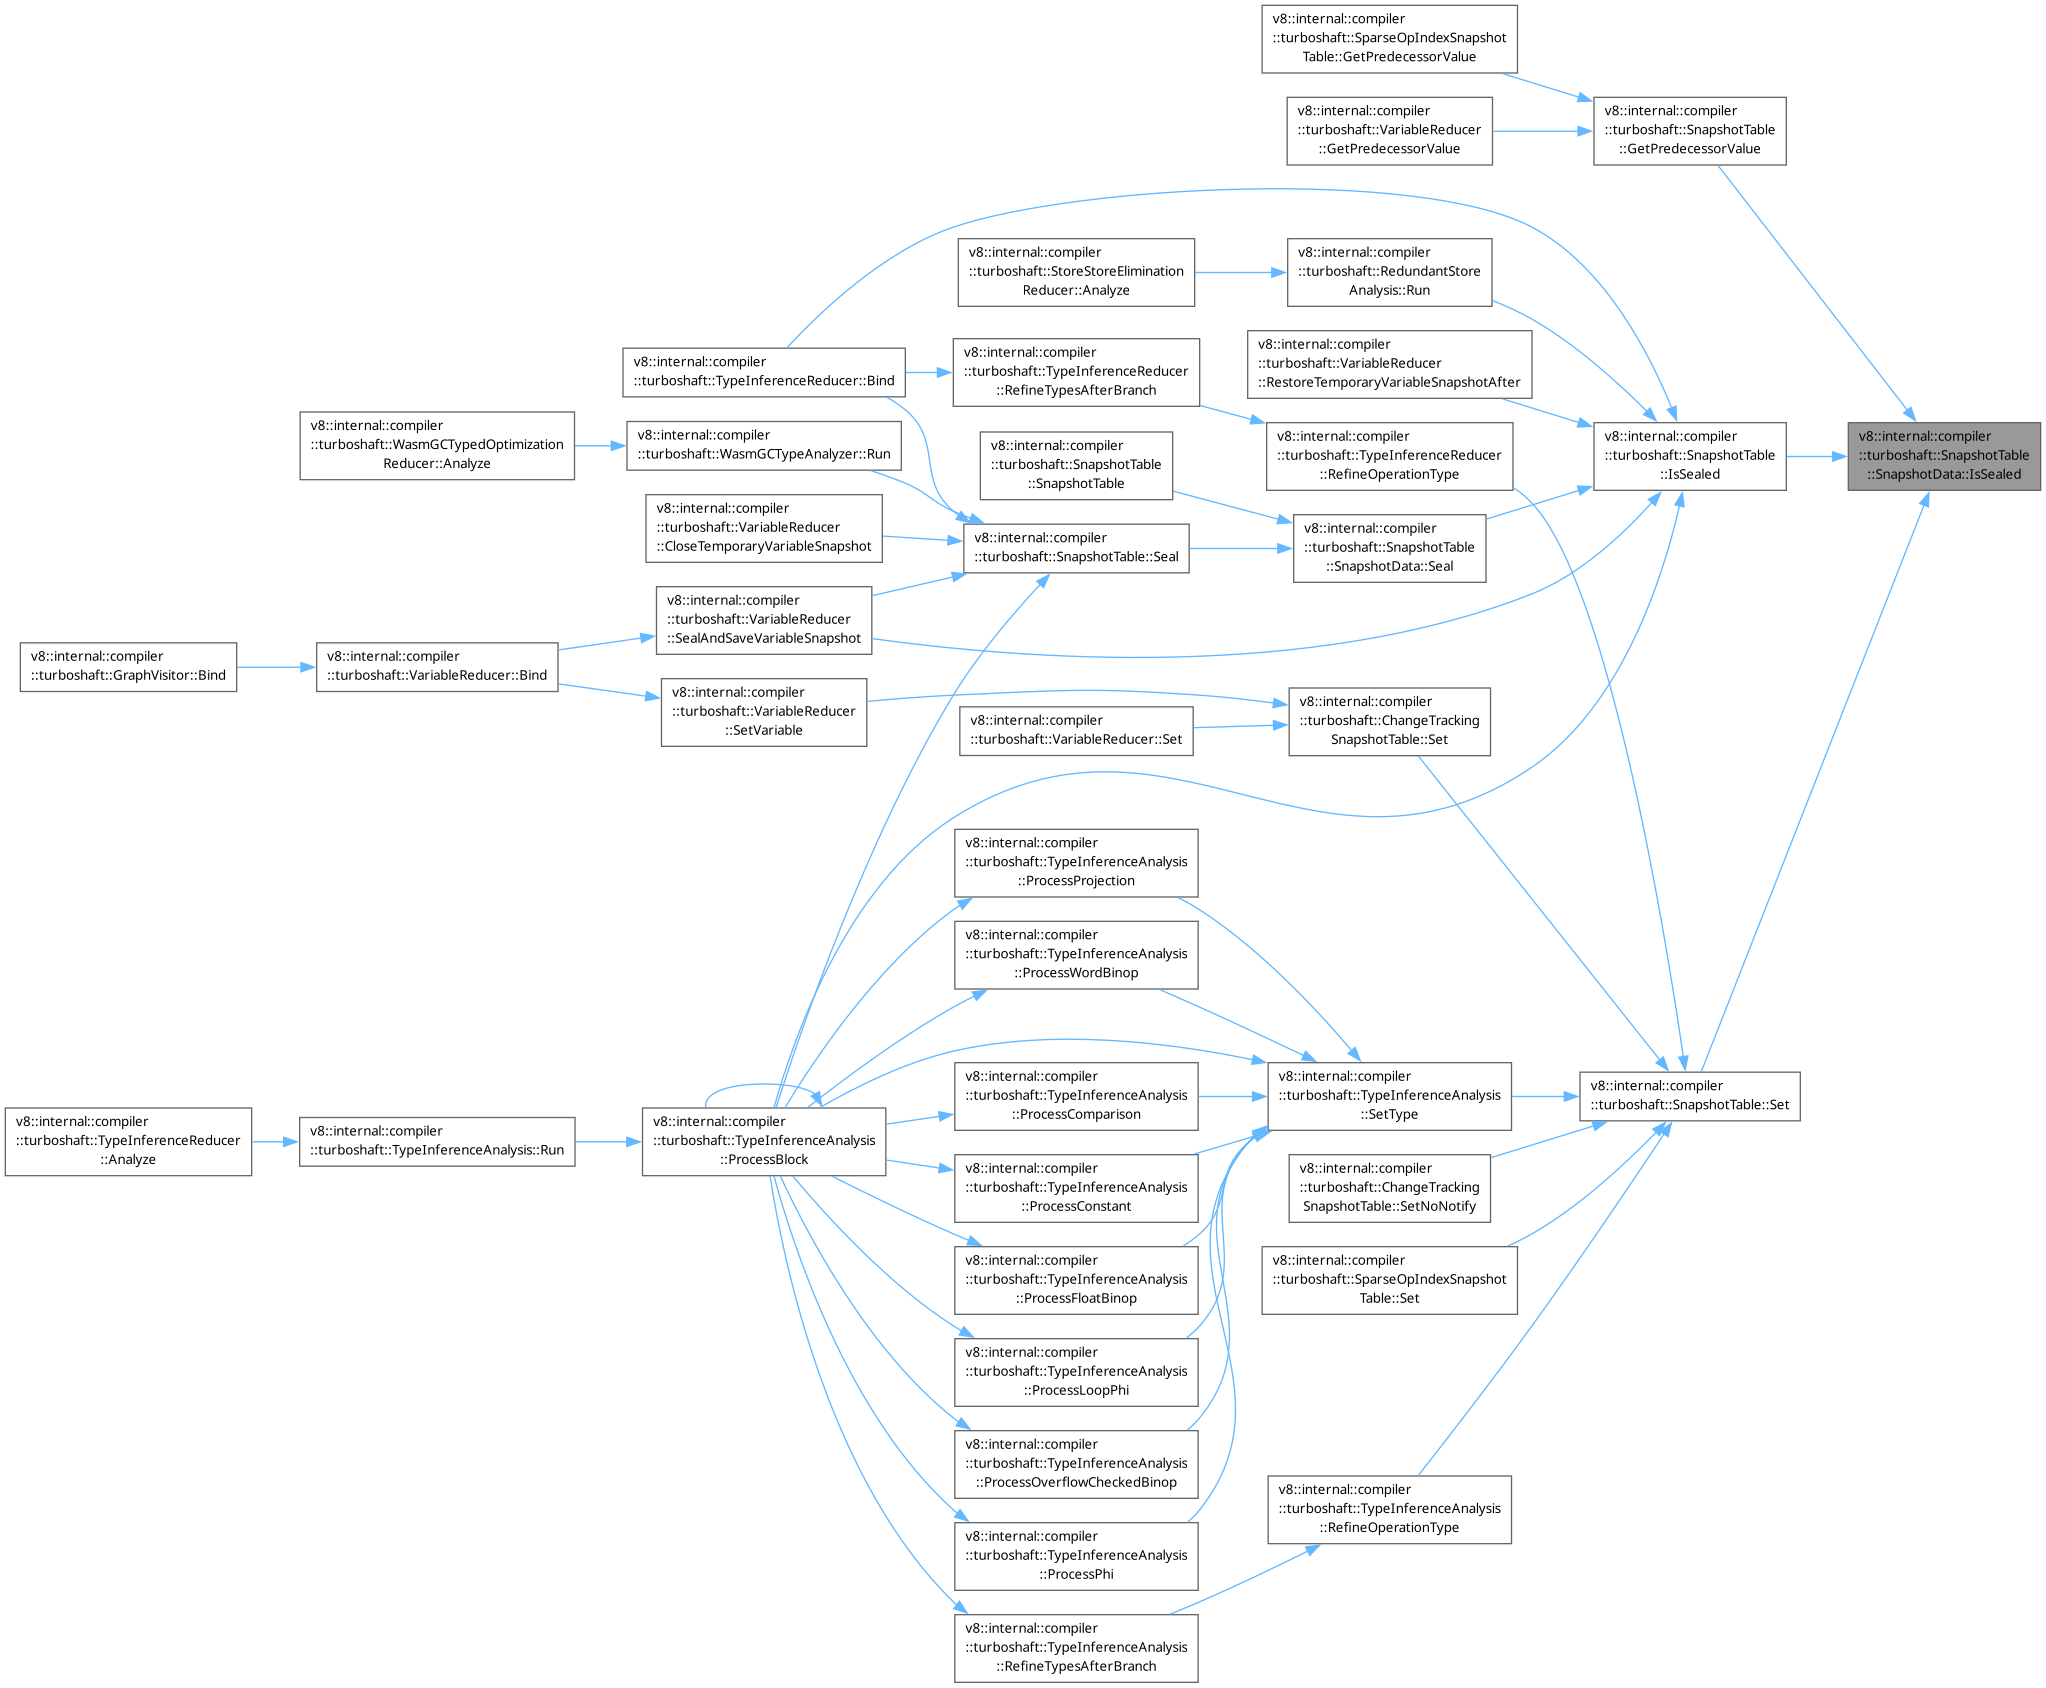 v8::internal::compiler
::turboshaft::SparseOpIndexSnapshot
Table::GetPredecessorValue
v8::internal::compiler
::turboshaft::VariableReducer
::GetPredecessorValue
v8::internal::compiler
::turboshaft::SnapshotTable
::GetPredecessorValue
v8::internal::compiler
::turboshaft::StoreStoreElimination
Reducer::Analyze
v8::internal::compiler
::turboshaft::RedundantStore
Analysis::Run
v8::internal::compiler
::turboshaft::TypeInferenceReducer::Bind
v8::internal::compiler
::turboshaft::TypeInferenceReducer
::RefineTypesAfterBranch
v8::internal::compiler
::turboshaft::VariableReducer
::RestoreTemporaryVariableSnapshotAfter
v8::internal::compiler
::turboshaft::WasmGCTypedOptimization
Reducer::Analyze
v8::internal::compiler
::turboshaft::WasmGCTypeAnalyzer::Run
v8::internal::compiler
::turboshaft::SnapshotTable
::SnapshotTable
v8::internal::compiler
::turboshaft::TypeInferenceReducer
::RefineOperationType
v8::internal::compiler
::turboshaft::SnapshotTable
::IsSealed
v8::internal::compiler
::turboshaft::SnapshotTable
::SnapshotData::IsSealed
v8::internal::compiler
::turboshaft::VariableReducer
::CloseTemporaryVariableSnapshot
v8::internal::compiler
::turboshaft::SnapshotTable::Seal
v8::internal::compiler
::turboshaft::SnapshotTable
::SnapshotData::Seal
v8::internal::compiler
::turboshaft::VariableReducer
::SealAndSaveVariableSnapshot
v8::internal::compiler
::turboshaft::GraphVisitor::Bind
v8::internal::compiler
::turboshaft::VariableReducer::Bind
v8::internal::compiler
::turboshaft::VariableReducer
::SetVariable
v8::internal::compiler
::turboshaft::VariableReducer::Set
v8::internal::compiler
::turboshaft::ChangeTracking
SnapshotTable::Set
v8::internal::compiler
::turboshaft::TypeInferenceAnalysis
::ProcessProjection
v8::internal::compiler
::turboshaft::TypeInferenceAnalysis
::ProcessWordBinop
v8::internal::compiler
::turboshaft::TypeInferenceAnalysis
::ProcessComparison
v8::internal::compiler
::turboshaft::TypeInferenceAnalysis
::SetType
v8::internal::compiler
::turboshaft::SnapshotTable::Set
v8::internal::compiler
::turboshaft::TypeInferenceReducer
::Analyze
v8::internal::compiler
::turboshaft::TypeInferenceAnalysis::Run
v8::internal::compiler
::turboshaft::TypeInferenceAnalysis
::ProcessBlock
v8::internal::compiler
::turboshaft::TypeInferenceAnalysis
::ProcessConstant
v8::internal::compiler
::turboshaft::ChangeTracking
SnapshotTable::SetNoNotify
v8::internal::compiler
::turboshaft::TypeInferenceAnalysis
::ProcessFloatBinop
v8::internal::compiler
::turboshaft::SparseOpIndexSnapshot
Table::Set
v8::internal::compiler
::turboshaft::TypeInferenceAnalysis
::ProcessLoopPhi
v8::internal::compiler
::turboshaft::TypeInferenceAnalysis
::ProcessOverflowCheckedBinop
v8::internal::compiler
::turboshaft::TypeInferenceAnalysis
::RefineOperationType
v8::internal::compiler
::turboshaft::TypeInferenceAnalysis
::ProcessPhi
v8::internal::compiler
::turboshaft::TypeInferenceAnalysis
::RefineTypesAfterBranch